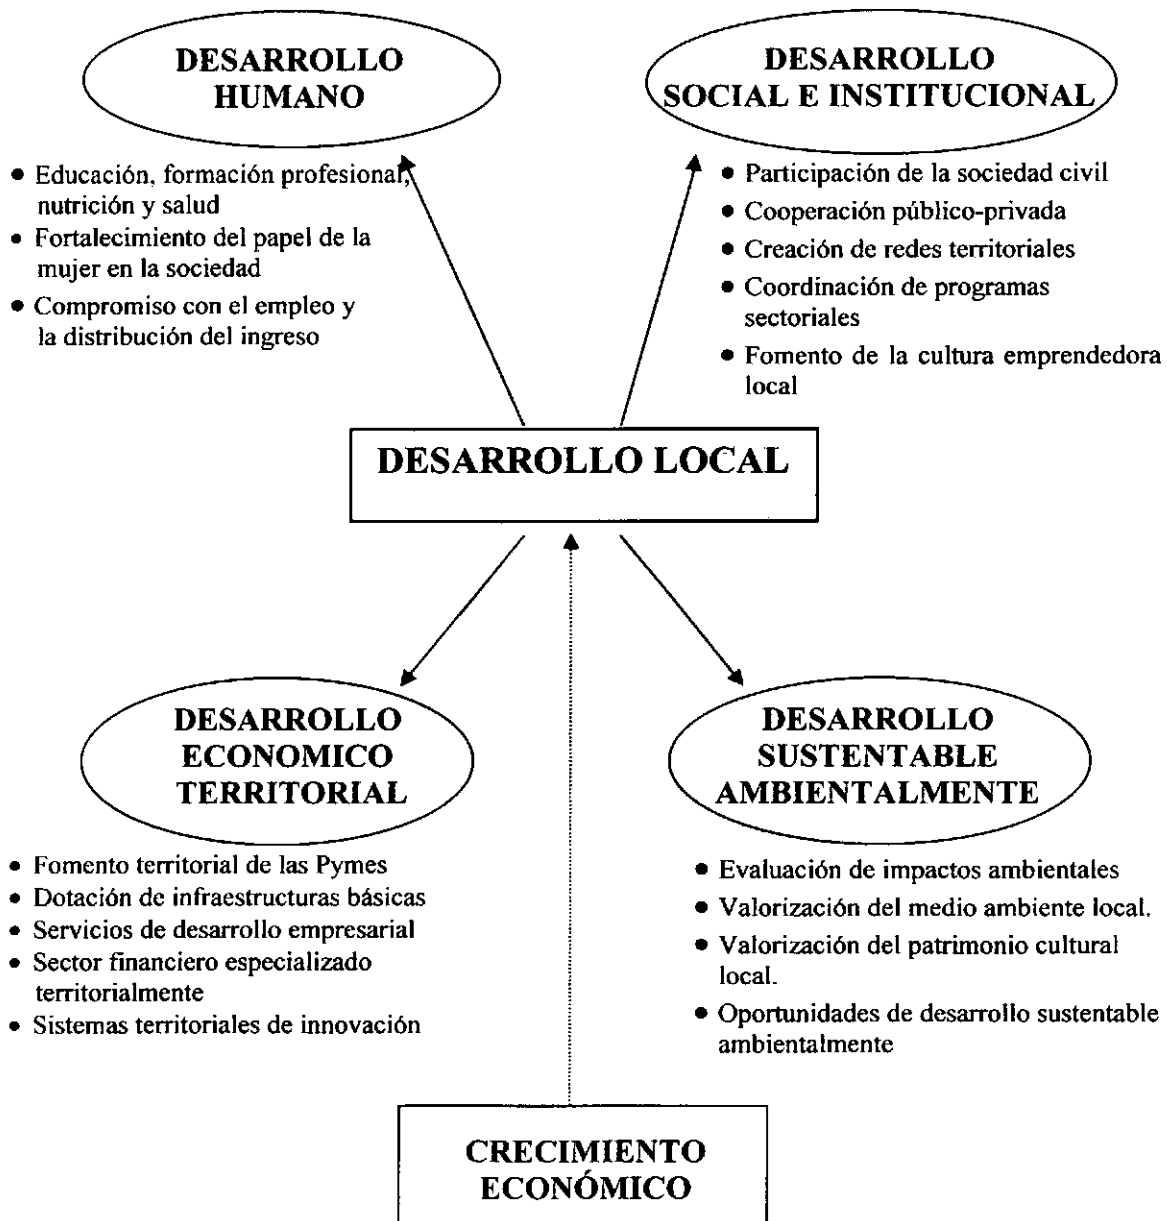 DESARROLLO
HUMANO
• Educación, formación profesional,
nutrición y salud
• Fortalecimiento del papel de la
mujer en la sociedad
• Compromiso con el empleo y
la distribución del ingreso
DESARROLLO
SOCIAL E INSTITUCIONAL
• Participación de la sociedad civil
• Cooperación público-privada
• Creación de redes territoriales
• Coordinación de programas
sectoriales
• Fomento de la cultura emprendedora
local
DESARROLLO LOCAL
DESARROLLO
ECONOMICO
TERRITORIAL
• Fomento territorial de las Pymes
• Dotación de infraestructuras básicas
• Servicios de desarrollo empresarial
• Sector financiero especializado
territorialmente
• Sistemas territoriales de innovación
DESARROLLO
SUSTENTABLE
AMBIENTALMENTE
• Evaluación de impactos ambientales
• Valorización del medio ambiente local.
• Valorización del patrimonio cultural
local.
• Oportunidades de desarrollo sustentable
ambientalmente
CRECIMIENTO
ECONÓMICO